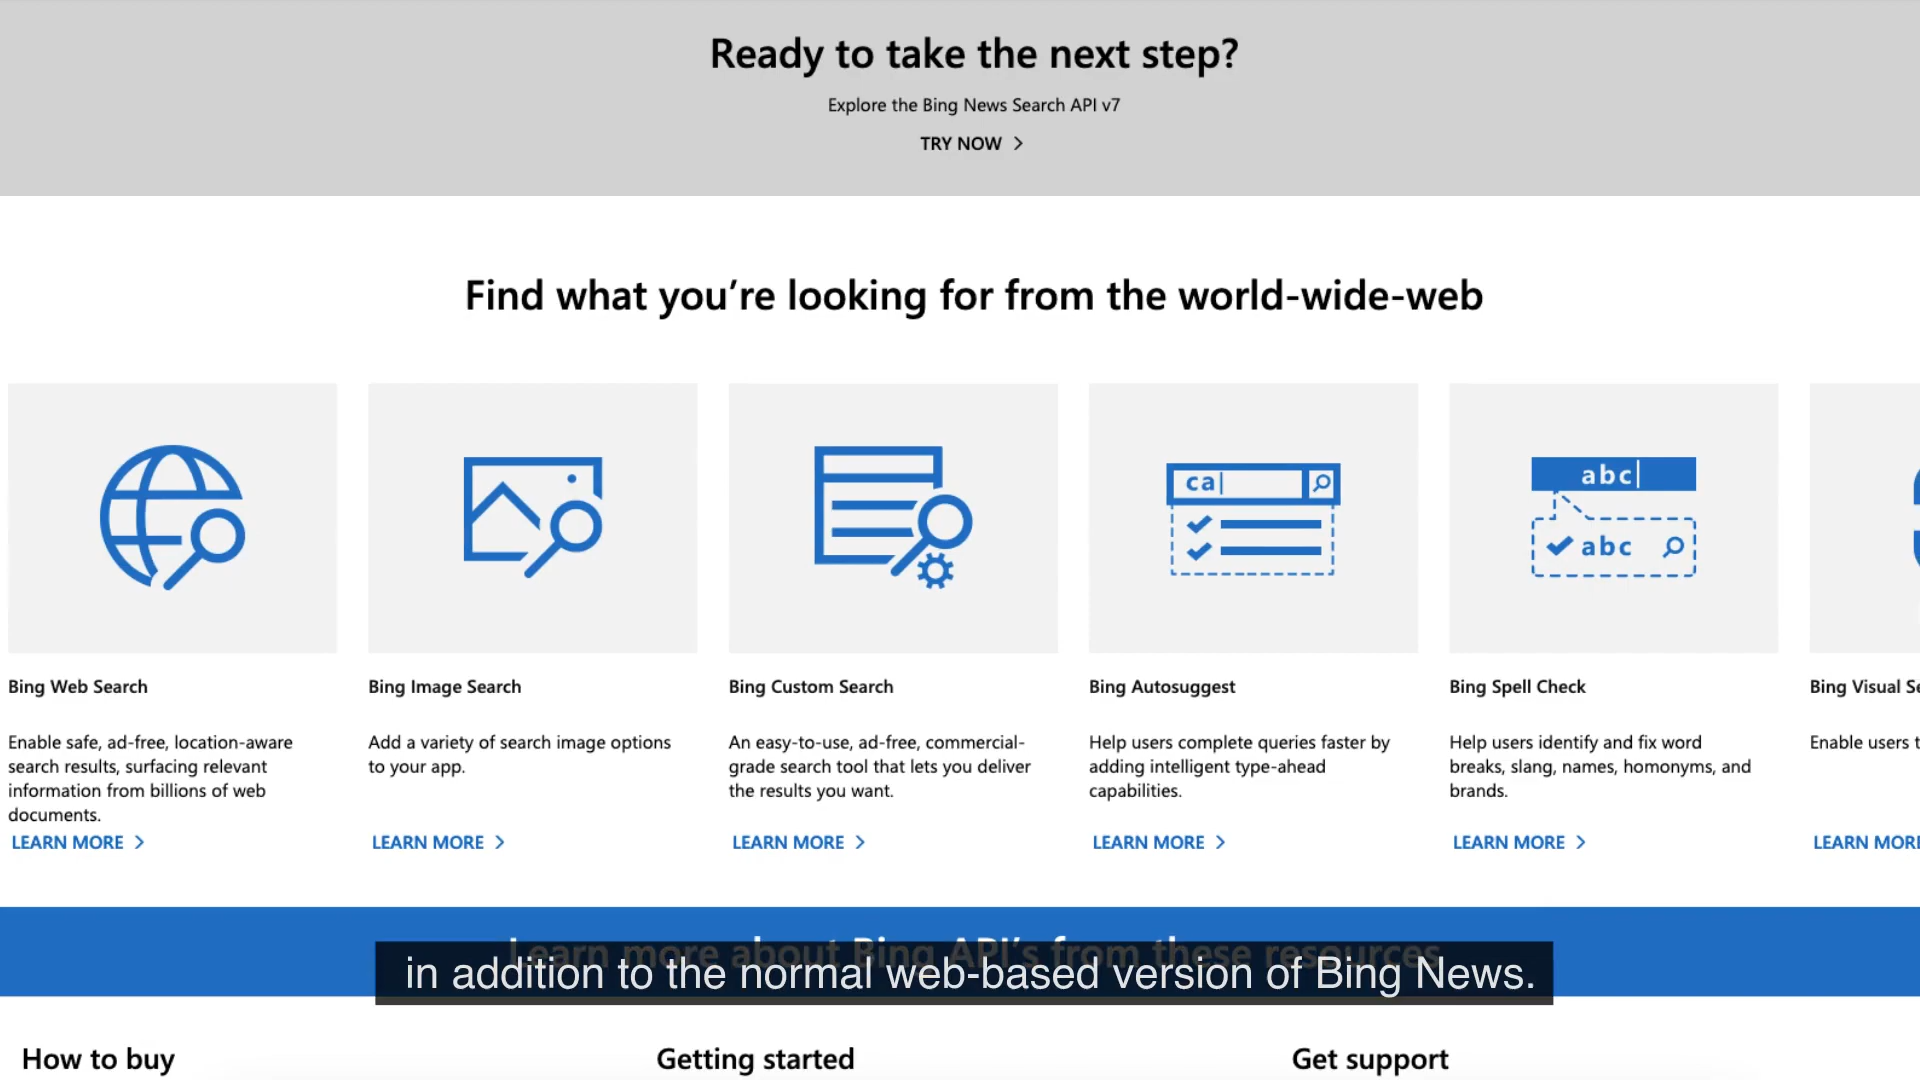 Ready to take the next step?
Explore the Bing News Search API v7
TRY NOW
Find what you’re looking for from the world-wide-web
ca
abc
abc
Bing Web Search
Bing Image Search
Bing Custom Search
Bing Autosuggest
Bing Spell Check
Bing Visual
Enable safe, ad-free, location-aware
search results, surfacing relevant
information from billions of web
documents.
Add a variety of search image options
to your app.
An easy-to-use, ad-free, commercial-
grade search tool that lets you deliver
the results you want.
Help users complete queries faster by
adding intelligent type-ahead
capabilities.
Help users identify and fix word
breaks, slang, names, homonyms, and
brands.
Enable users
LEARN MORE
LEARN MORE
LEARN MORE
LEARN MORE
LEARN MORE
LEARN MORE
Learn more about Bing API’s from these resources
in addition to the normal web-based version of Bing News.
How to buy
Getting started
Get support